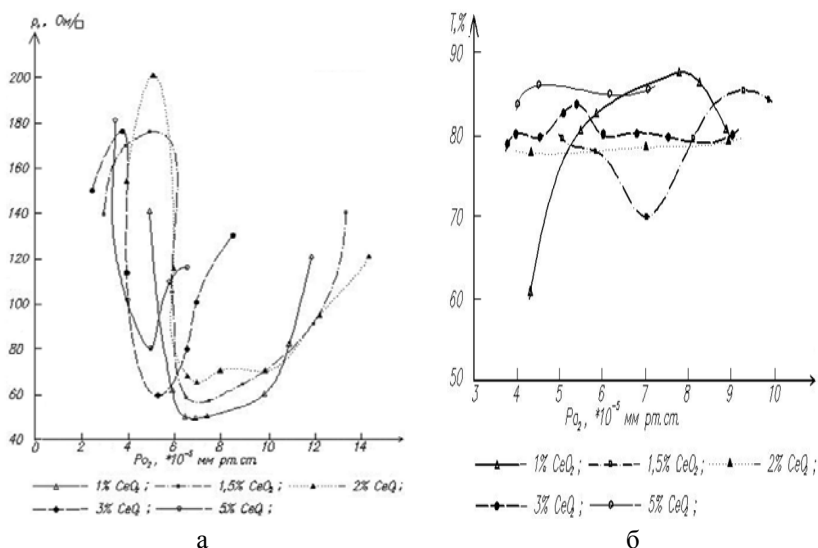 ρ, Ом/□
200
180
160
140
120
100
80
60
40
0 2 4 6 8 10 12 14
Po₂, *10⁻⁵ мм рт.ст.
1% CeO₂; 1,5% CeO₂; 2% CeO₂;
3% CeO₂; 5% CeO₂;
а
T,%
90
80
70
60
50
3 4 5 6 7 8 9 10
Po₂, *10⁻⁵ мм рт.ст.
1% CeO₂; 1,5% CeO₂; 2% CeO₂;
3% CeO₂; 5% CeO₂;
б